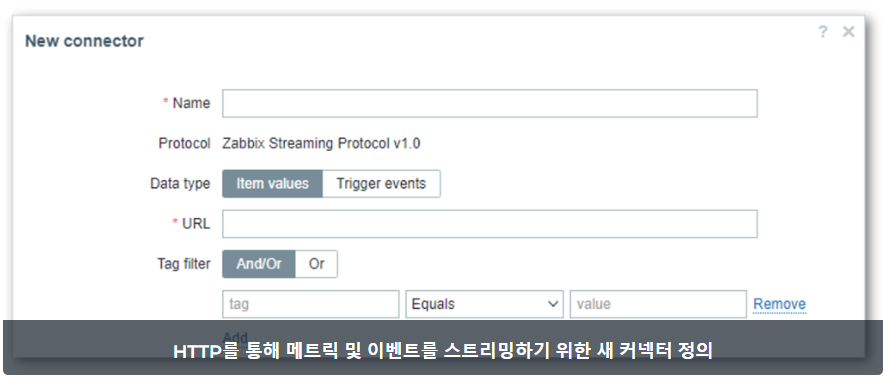 New connector
? ×
* Name
Protocol Zabbix Streaming Protocol v1.0
Data type Item values Trigger events
* URL
Tag filter And/Or Or
tag Equals value Remove
Add
HTTP를 통해 메트릭 및 이벤트를 스트리밍하기 위한 새 커넥터 정의